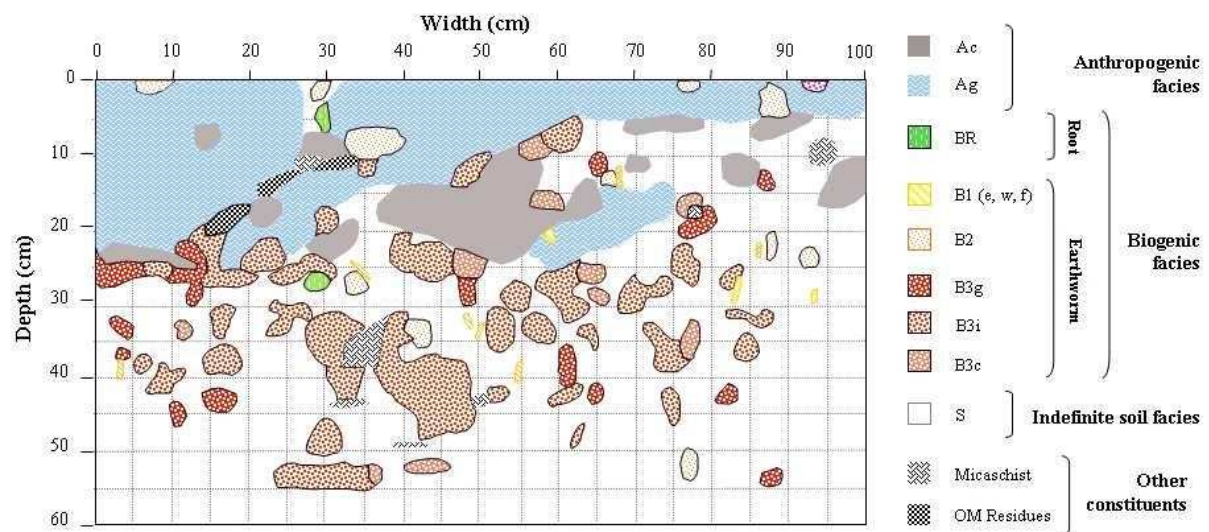 Width (cm)
0 10 20 30 40 50 60 70 80 90 100
Depth (cm)
0
10
20
30
40
50
60
Ac
Ag
Anthropogenic
facies
BR
Root
B1 (e, w, f)
B2
B3g
B3i
B3c
Earthworm
Biogenic
facies
S
Indefinite soil facies
Micaschist
OM Residues
Other
constituents